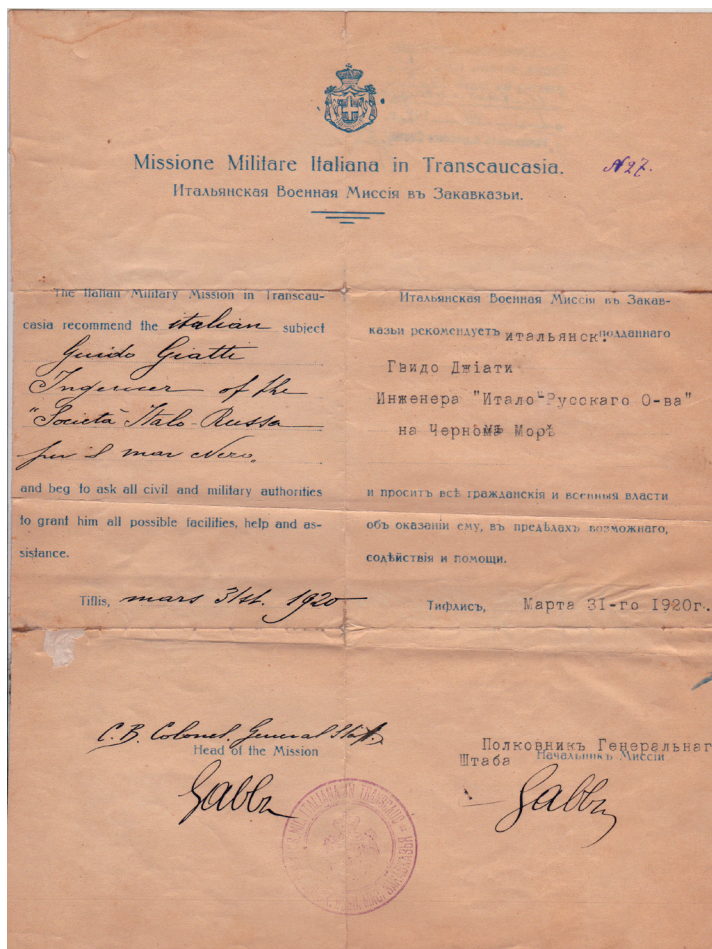 Missione Militare Italiana in Transcaucasia.
N27.
Итальянская Военная Миссія въ Закавказьи.
The Italian Military Mission in Transcau-
casia recommend the italian subject
Guido Giatti
Ingeneer of the
"Società Italo-Russa
per il mar Nero„
and beg to ask all civil and military authorities
to grant him all possible facilities, help and as-
sistance.
Tiflis, mars 31st. 1920
Итальянская Военная Миссія въ Закав-
казьи рекомендуетъ итальянск. подданнаго
Гвидо Джіати
Инженера "Итало-Русскаго О-ва"
на Черномъ Морѣ
и проситъ всѣ гражданскія и военныя власти
объ оказаніи ему, въ предѣлахъ возможнаго,
содѣйствія и помощи.
Тифлисъ, Марта 31-го 1920г.
C. B. Colonel. General Staff.
Head of the Mission
Gabba
Полковникъ Генеральнаг
Штаба Начальникъ Миссіи
Gabba